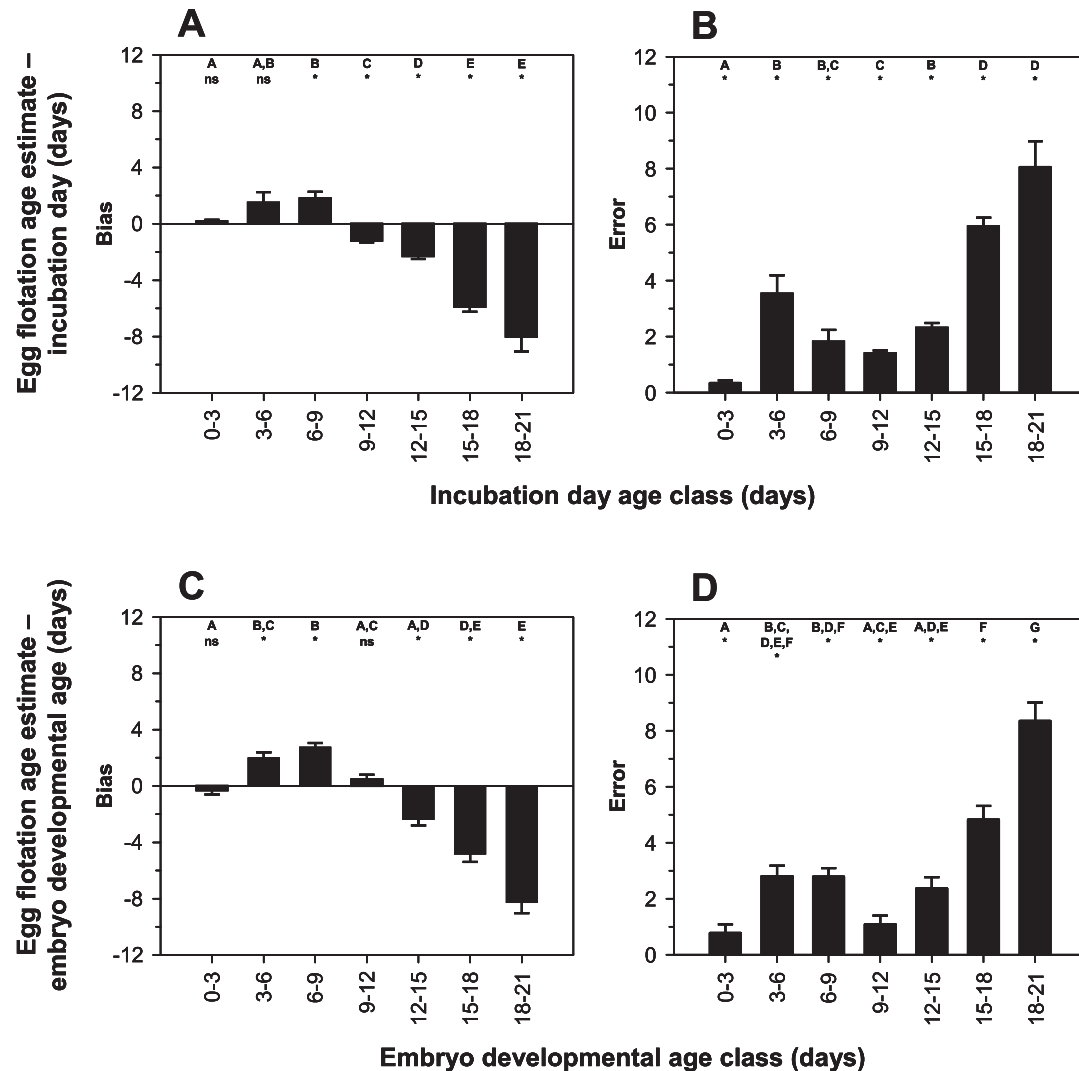 A
Egg flotation age estimate –
incubation day (days)
Bias
12
8
4
0
-4
-8
-12
A A,B B C D E E
ns ns * * * * *
0-3 3-6 6-9 9-12 12-15 15-18 18-21
B
Error
12
10
8
6
4
2
0
A B B,C C B D D
* * * * * * *
0-3 3-6 6-9 9-12 12-15 15-18 18-21
Incubation day age class (days)
C
Egg flotation age estimate –
embryo developmental age (days)
Bias
12
8
4
0
-4
-8
-12
A B,C B A,C A,D D,E E
ns * * ns * * *
0-3 3-6 6-9 9-12 12-15 15-18 18-21
D
Error
12
10
8
6
4
2
0
A B,C, B,D,F A,C,E A,D,E F G
* D,E,F * * * * *
*
0-3 3-6 6-9 9-12 12-15 15-18 18-21
Embryo developmental age class (days)